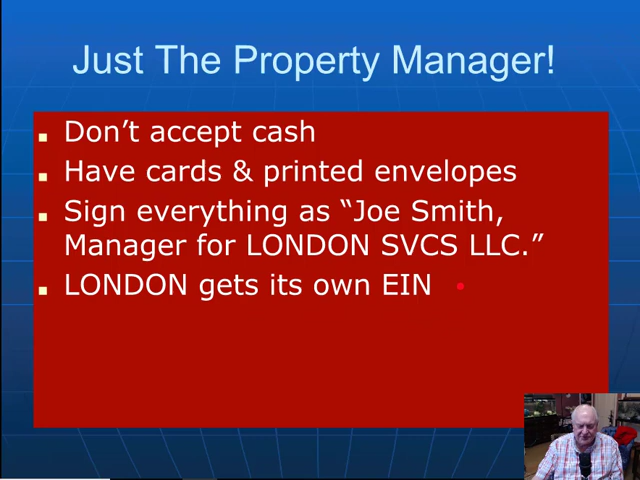 Just The Property Manager!
Don’t accept cash
Have cards & printed envelopes
Sign everything as “Joe Smith,
Manager for LONDON SVCS LLC.”
LONDON gets its own EIN